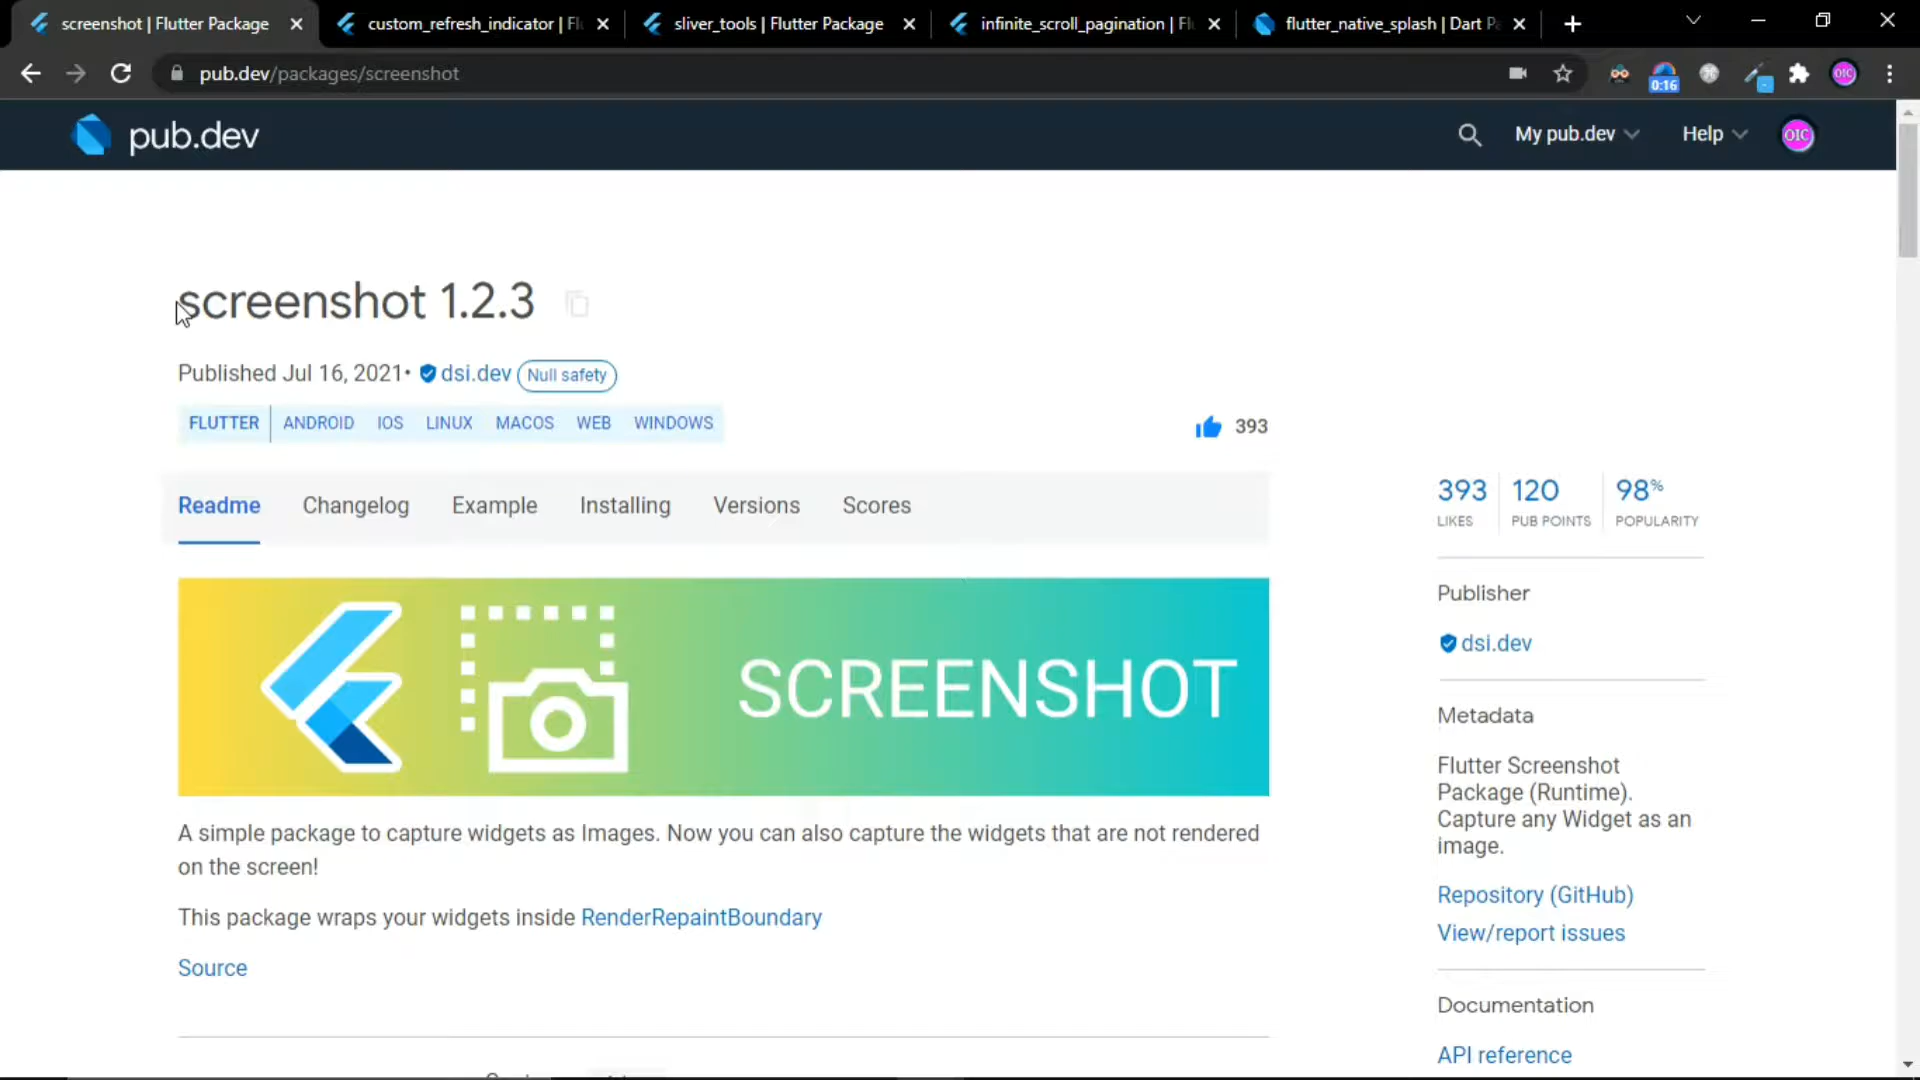 screenshot | Flutter Package
custom_refresh_indicator | Fl
sliver_tools | Flutter Package
infinite_scroll_pagination | Fl
flutter_native_splash | Dart P
pub.dev/packages/screenshot
0:16
OIC
pub.dev
My pub.dev
Help
OIC
screenshot 1.2.3
Published Jul 16, 2021• dsi.dev Null safety
FLUTTER ANDROID IOS LINUX MACOS WEB WINDOWS
393
Readme Changelog Example Installing Versions Scores
393 120 98%
LIKES PUB POINTS POPULARITY
SCREENSHOT
A simple package to capture widgets as Images. Now you can also capture the widgets that are not rendered
on the screen!
This package wraps your widgets inside RenderRepaintBoundary
Source
Publisher
dsi.dev
Metadata
Flutter Screenshot
Package (Runtime).
Capture any Widget as an
image.
Repository (GitHub)
View/report issues
Documentation
API reference